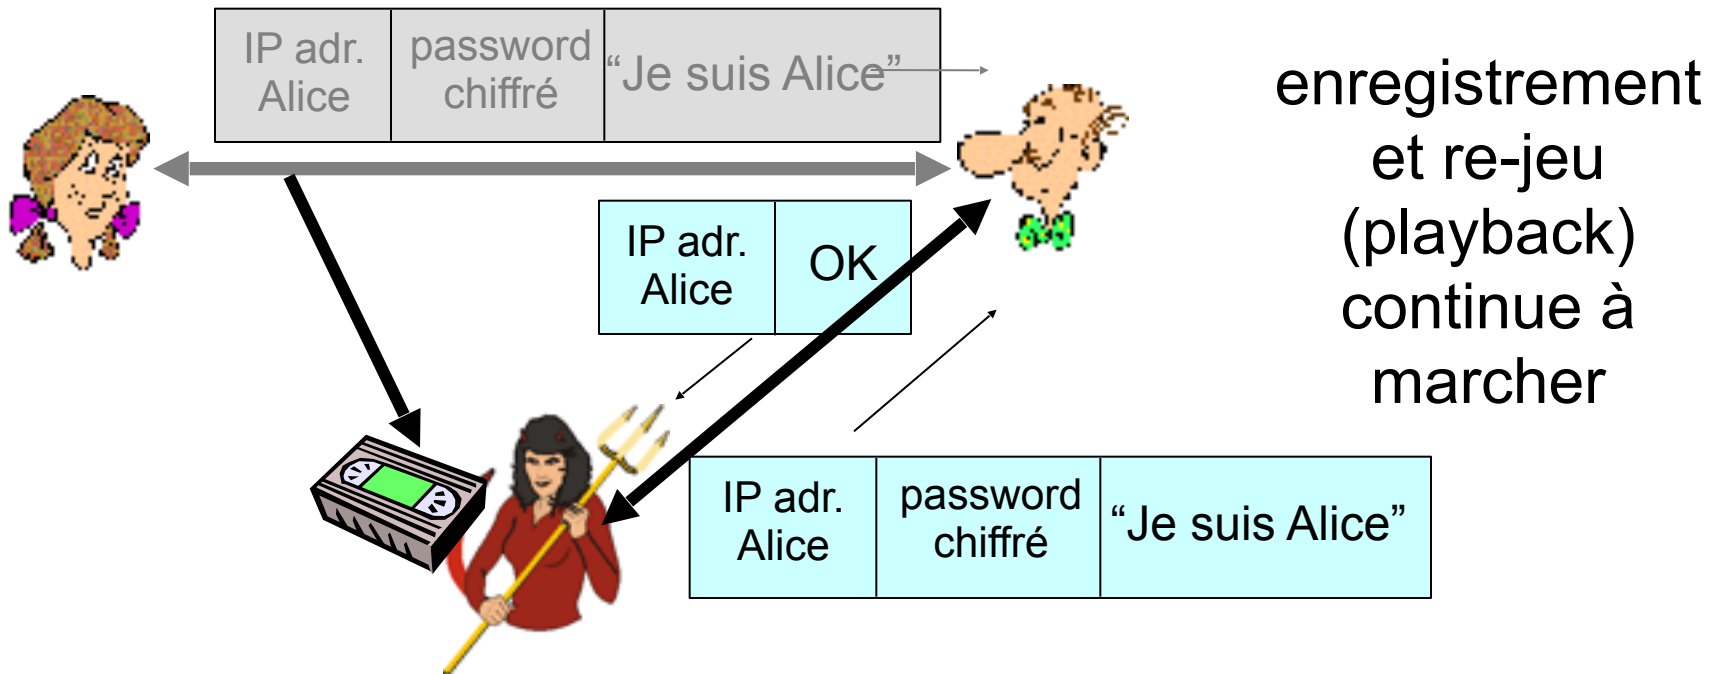 IP adr.
Alice
password
chiffré
“Je suis Alice”
enregistrement
et re-jeu
(playback)
continue à
marcher
IP adr.
Alice
OK
IP adr.
Alice
password
chiffré
“Je suis Alice”